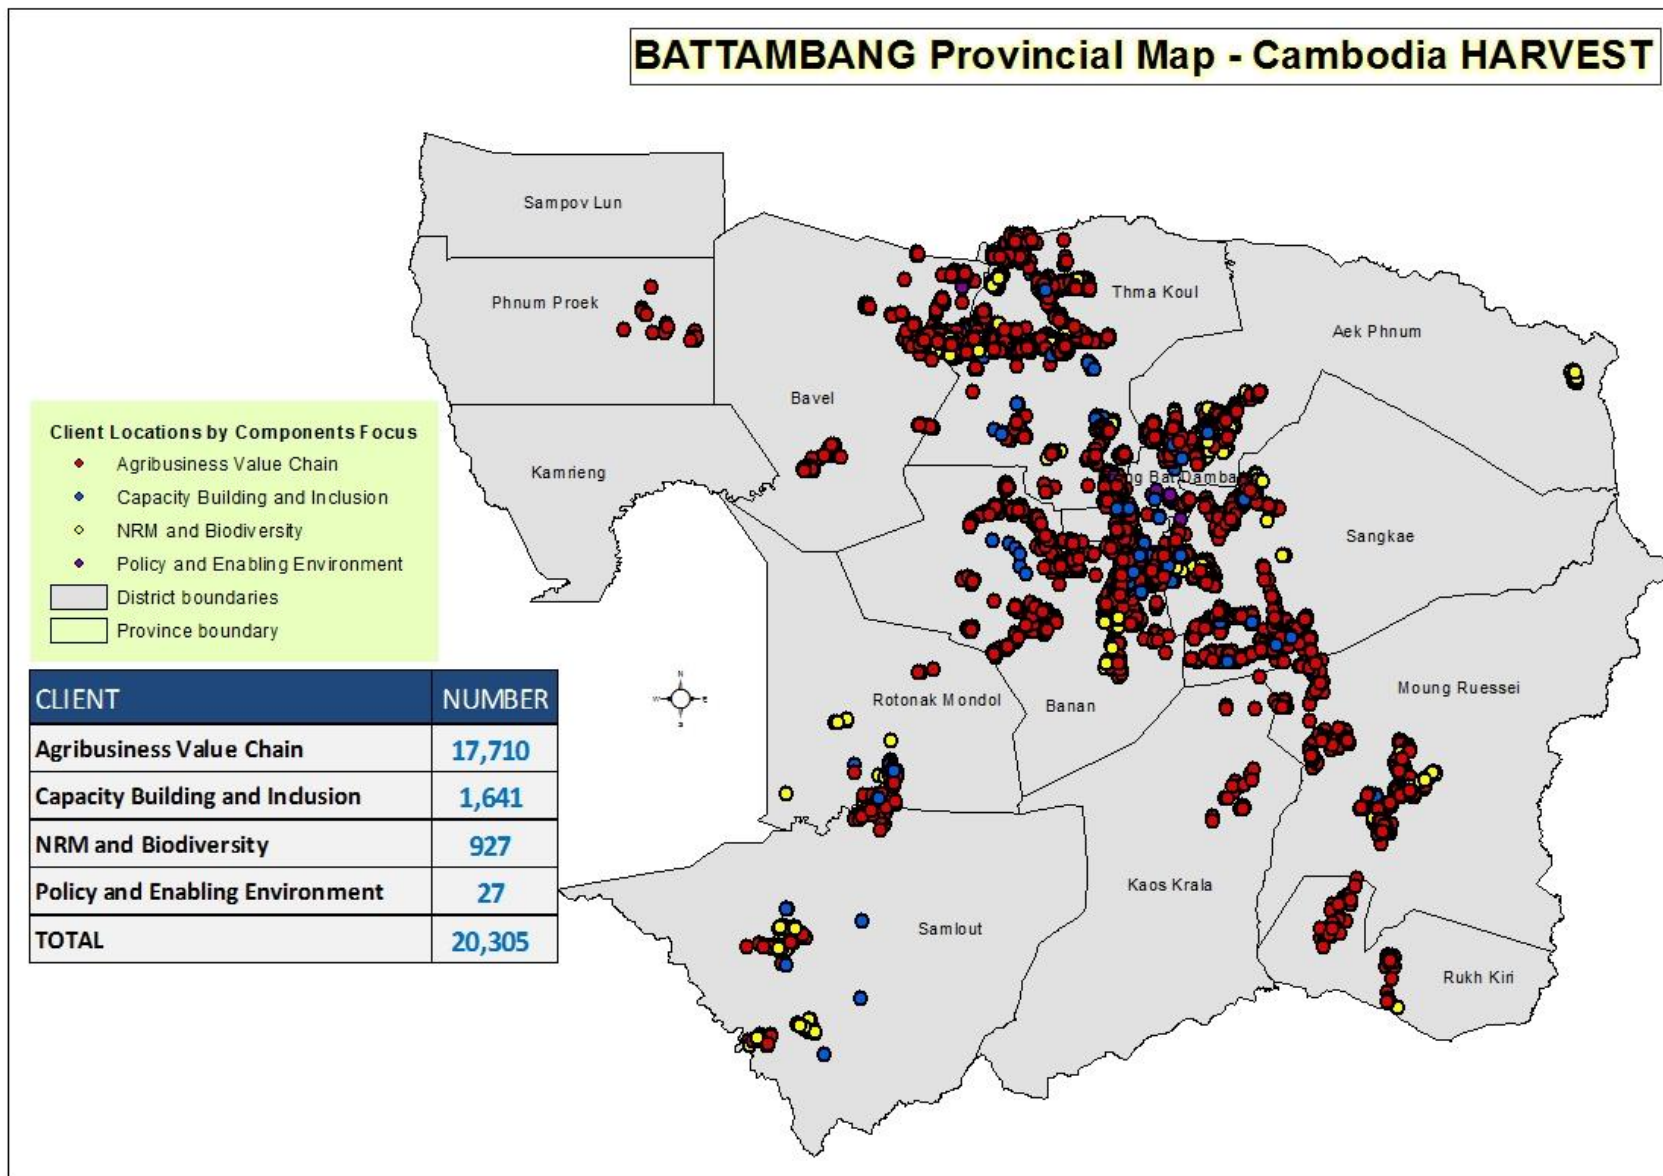 BATTAMBANG Provincial Map - Cambodia HARVEST
Sampov Lun
Phnum Proek
Thma Koul
Aek Phnum
Bavel
Kamrieng
Sangkae
Moung Ruessei
Rotonak Mondol
Banan
Kaos Krala
Samlout
Rukh Kiri
Client Locations by Components Focus
Agribusiness Value Chain
Capacity Building and Inclusion
NRM and Biodiversity
Policy and Enabling Environment
District boundaries
Province boundary
N
W
E
S
CLIENT NUMBER
Agribusiness Value Chain 17,710
Capacity Building and Inclusion 1,641
NRM and Biodiversity 927
Policy and Enabling Environment 27
TOTAL 20,305